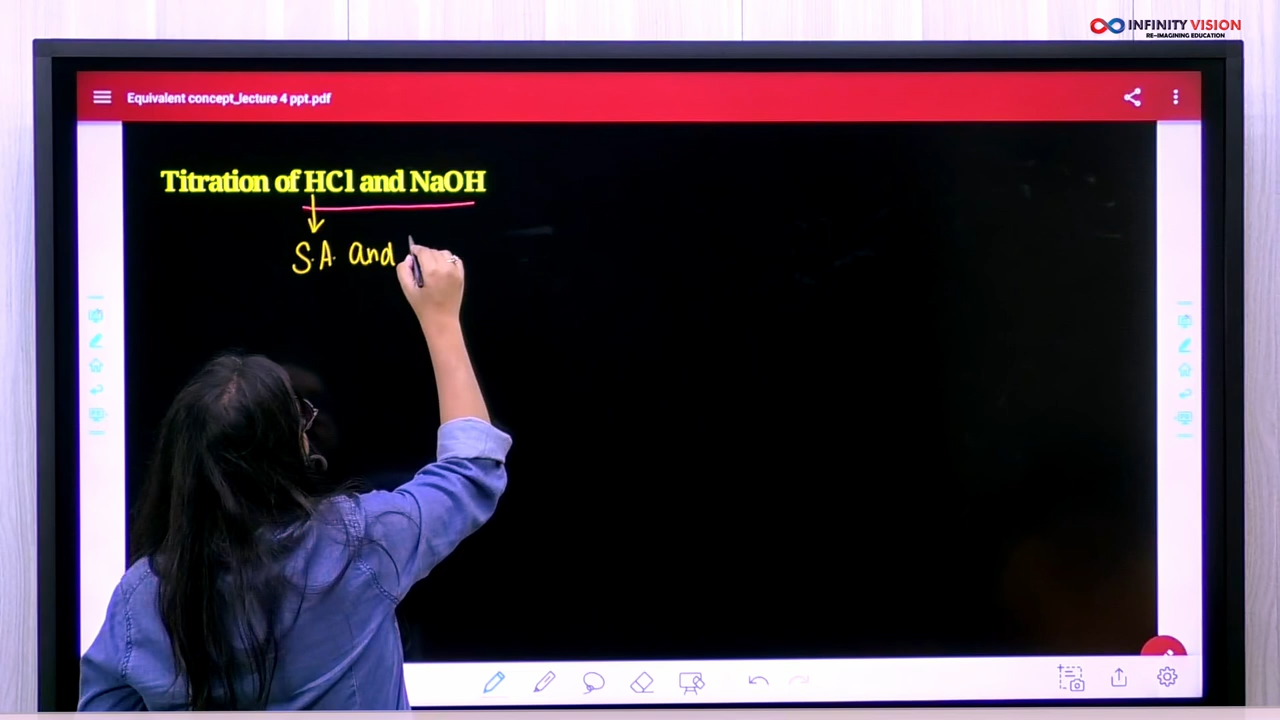 INFINITY VISION
RE-IMAGINING EDUCATION
Equivalent concept_lecture 4 ppt.pdf
Titration of HCl and NaOH
S.A. and